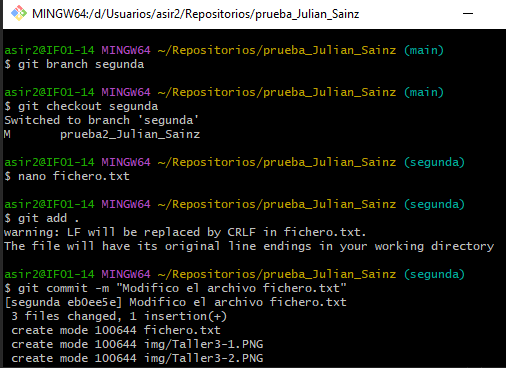 MINGW64:/d/Usuarios/asir2/Repositorios/prueba_Julian_Sainz
asir2@IFO1-14 MINGW64 ~/Repositorios/prueba_Julian_Sainz (main)
$ git branch segunda
asir2@IFO1-14 MINGW64 ~/Repositorios/prueba_Julian_Sainz (main)
$ git checkout segunda
Switched to branch 'segunda'
M       prueba2_Julian_Sainz
asir2@IFO1-14 MINGW64 ~/Repositorios/prueba_Julian_Sainz (segunda)
$ nano fichero.txt
asir2@IFO1-14 MINGW64 ~/Repositorios/prueba_Julian_Sainz (segunda)
$ git add .
warning: LF will be replaced by CRLF in fichero.txt.
The file will have its original line endings in your working directory
asir2@IFO1-14 MINGW64 ~/Repositorios/prueba_Julian_Sainz (segunda)
$ git commit -m "Modifico el archivo fichero.txt"
[segunda eb0ee5e] Modifico el archivo fichero.txt
 3 files changed, 1 insertion(+)
 create mode 100644 fichero.txt
 create mode 100644 img/Taller3-1.PNG
 create mode 100644 img/Taller3-2.PNG